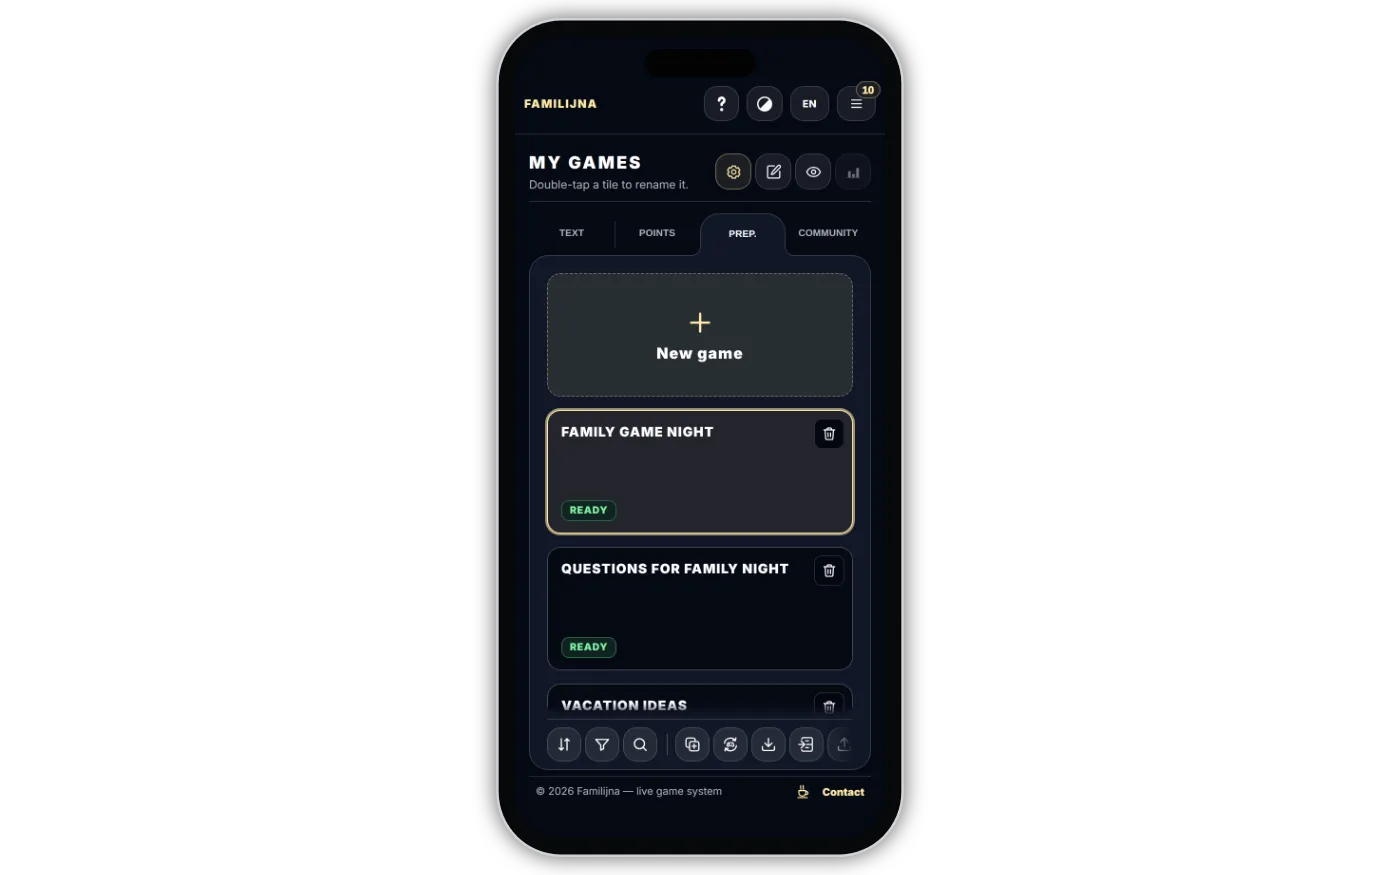 FAMILIJNA
?
EN
10
MY GAMES
Double-tap a tile to rename it.
TEXT
POINTS
PREP.
COMMUNITY
New game
FAMILY GAME NIGHT
READY
QUESTIONS FOR FAMILY NIGHT
READY
VACATION IDEAS
© 2026 Familijna — live game system
Contact